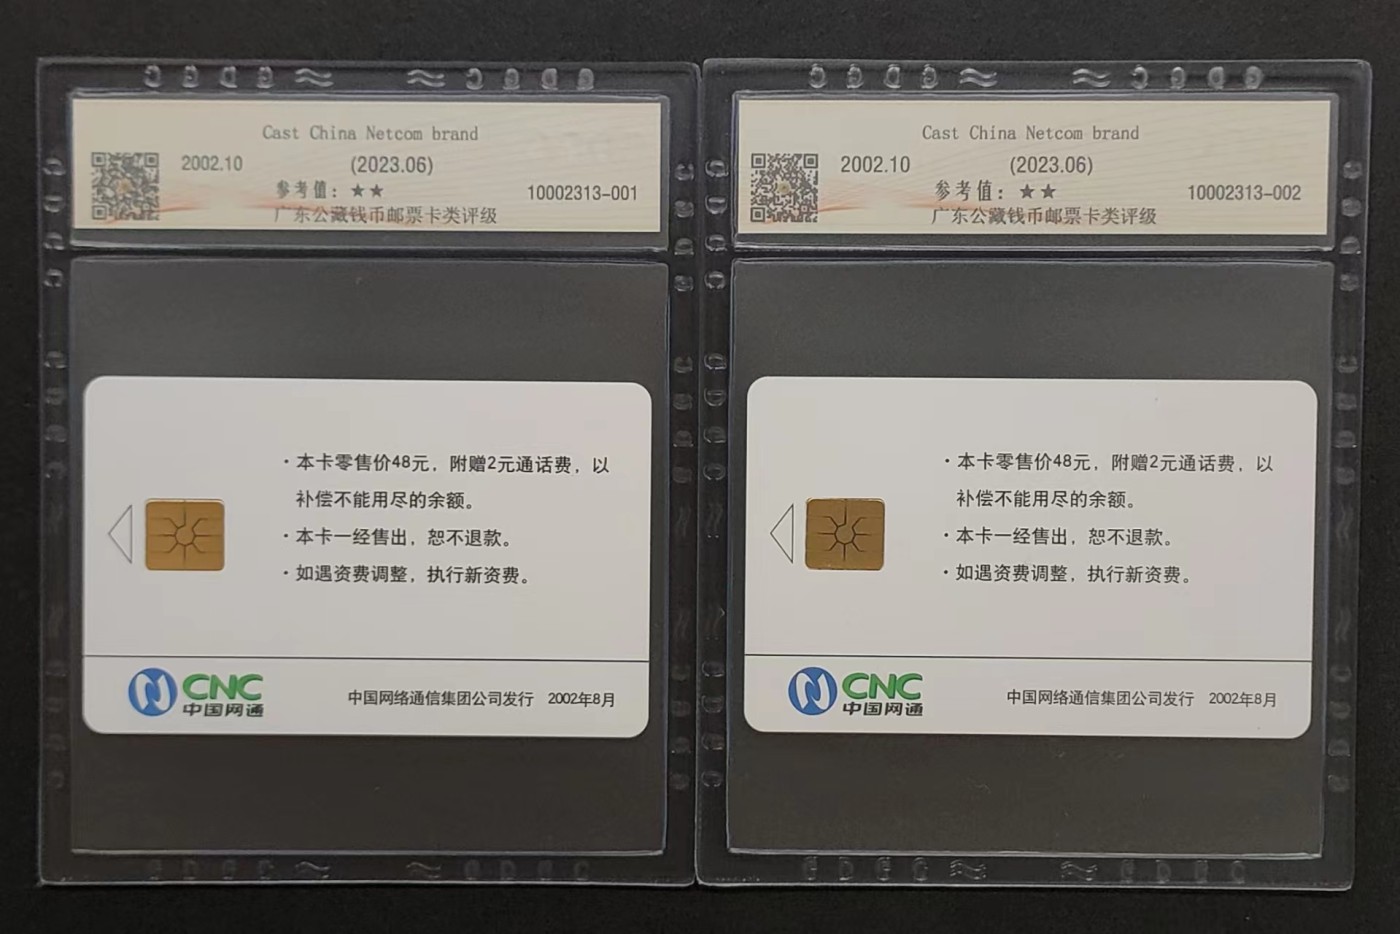 Cast China Netcom brand
2002.10 (2023.06)
参考值：★★ 10002313-001
广东公藏钱币邮票卡类评级
·本卡零售价48元，附赠2元通话费，以
补偿不能用尽的余额。
·本卡一经售出，恕不退款。
·如遇资费调整，执行新资费。
CNC
中国网通
中国网络通信集团公司发行 2002年8月
Cast China Netcom brand
2002.10 (2023.06)
参考值：★★ 10002313-002
广东公藏钱币邮票卡类评级
·本卡零售价48元，附赠2元通话费，以
补偿不能用尽的余额。
·本卡一经售出，恕不退款。
·如遇资费调整，执行新资费。
CNC
中国网通
中国网络通信集团公司发行 2002年8月